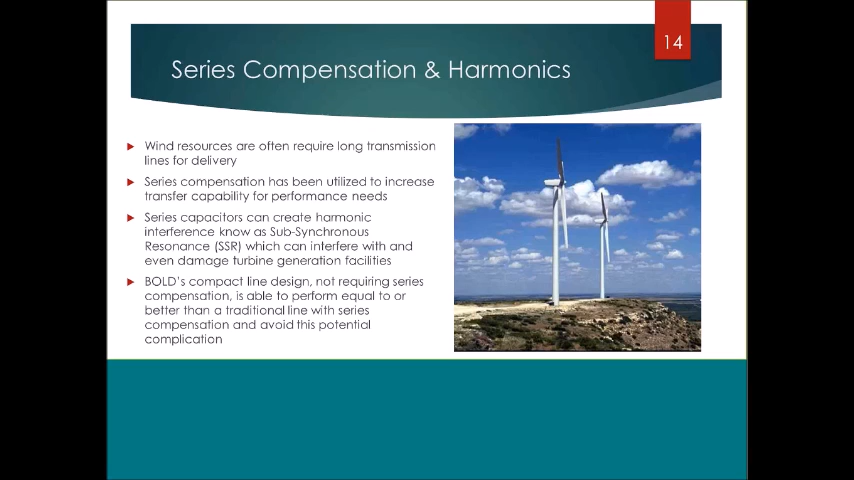 14
Series Compensation & Harmonics
Wind resources are often require long transmission
lines for delivery
Series compensation has been utilized to increase
transfer capability for performance needs
Series capacitors can create harmonic
interference know as Sub-Synchronous
Resonance (SSR) which can interfere with and
even damage turbine generation facilities
BOLD's compact line design, not requiring series
compensation, is able to perform equal to or
better than a traditional line with series
compensation and avoid this potential
complication